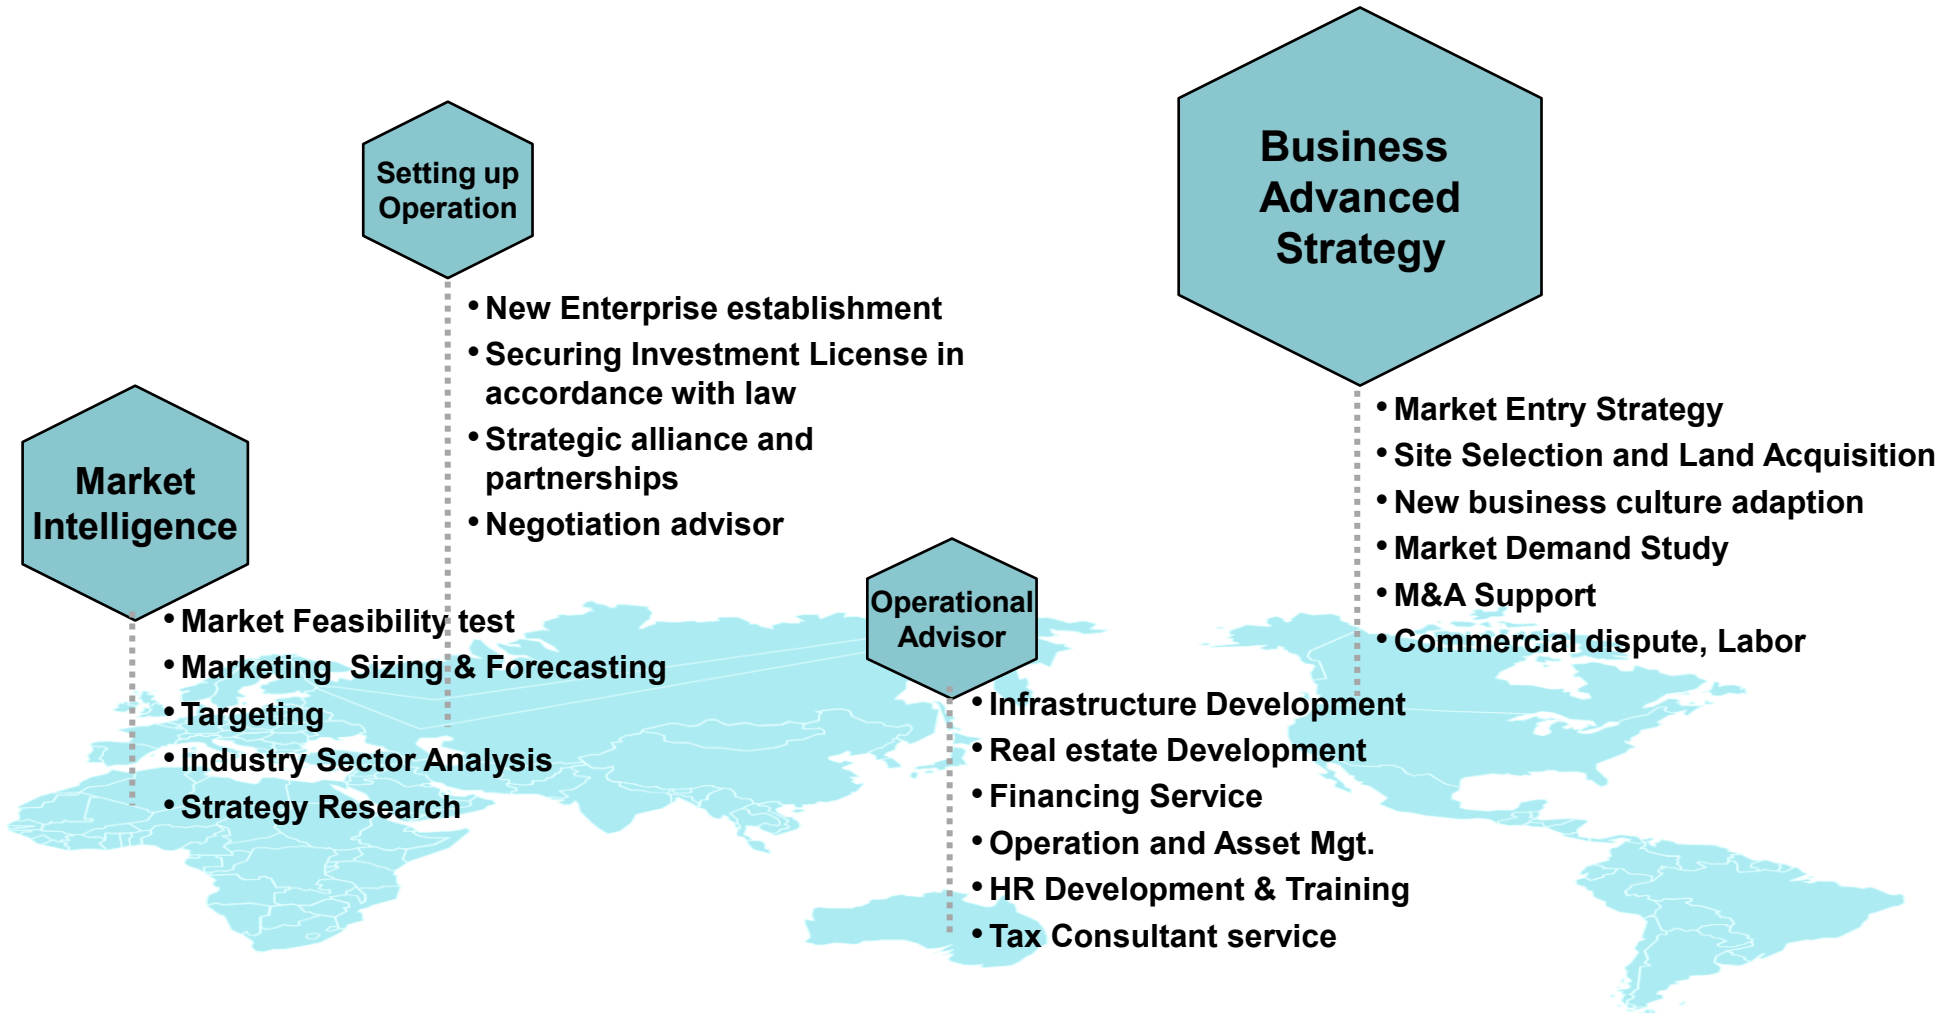 Setting up
Operation
• New Enterprise establishment
• Securing Investment License in
accordance with law
• Strategic alliance and
partnerships
• Negotiation advisor
Market
Intelligence
• Market Feasibility test
• Marketing  Sizing & Forecasting
• Targeting
• Industry Sector Analysis
• Strategy Research
Operational
Advisor
• Infrastructure Development
• Real estate Development
• Financing Service
• Operation and Asset Mgt.
• HR Development & Training
• Tax Consultant service
Business
Advanced
Strategy
• Market Entry Strategy
• Site Selection and Land Acquisition
• New business culture adaption
• Market Demand Study
• M&A Support
• Commercial dispute, Labor